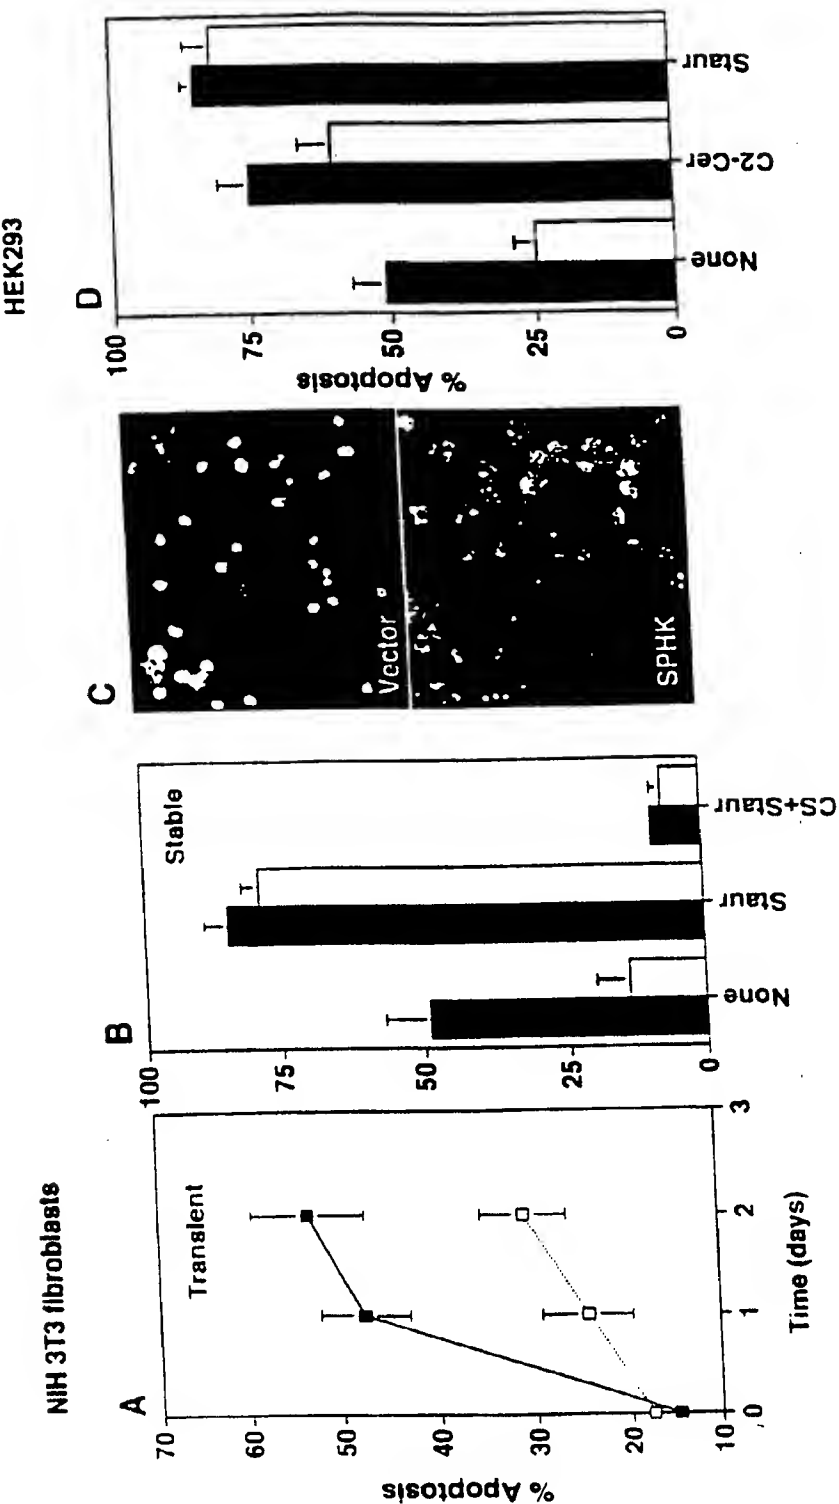 NIH 3T3 fibroblasts
HEK293
A
Transient
% Apoptosis
70
60
50
40
30
20
10
0
1
2
3
Time (days)
B
Stable
100
75
50
25
0
None
Staur
CS+Staur
C
Vector
SPHK
D
% Apoptosis
100
75
50
25
0
None
C2-Cer
Staur